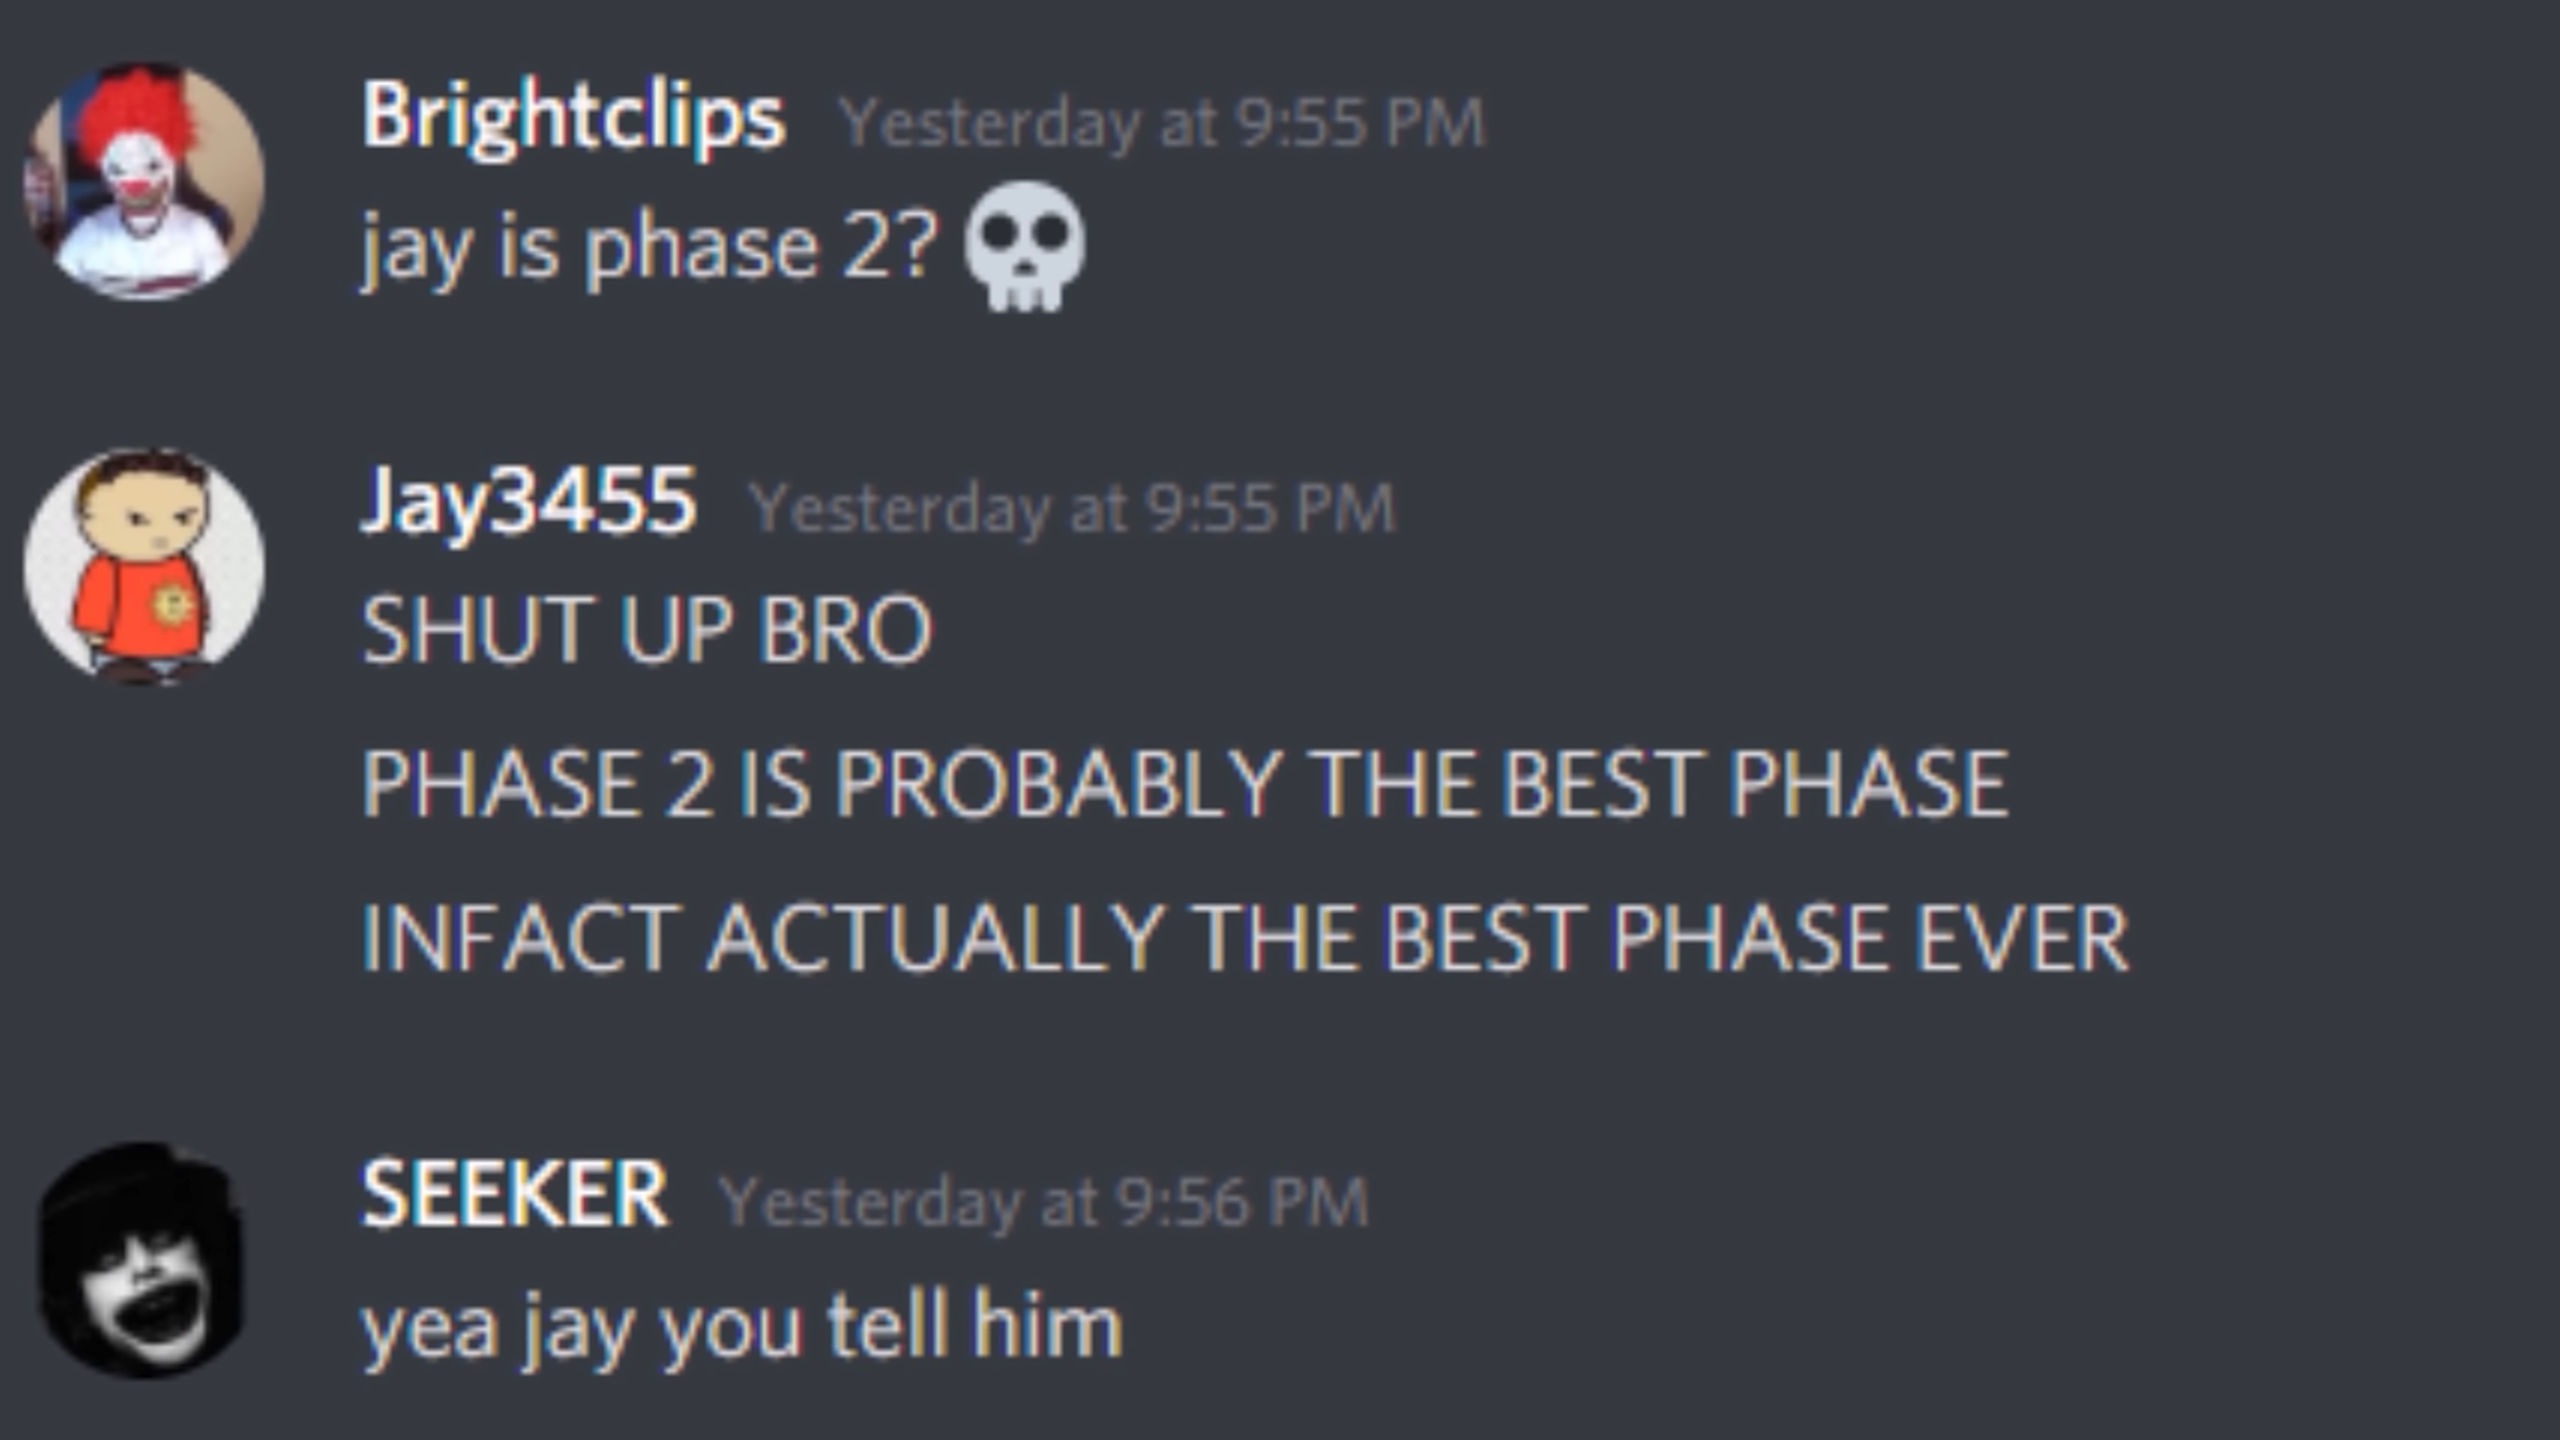 Brightclips Yesterday at 9:55 PM
jay is phase 2? 💀
Jay3455 Yesterday at 9:55 PM
SHUT UP BRO
PHASE 2 IS PROBABLY THE BEST PHASE
INFACT ACTUALLY THE BEST PHASE EVER
SEEKER Yesterday at 9:56 PM
yea jay you tell him